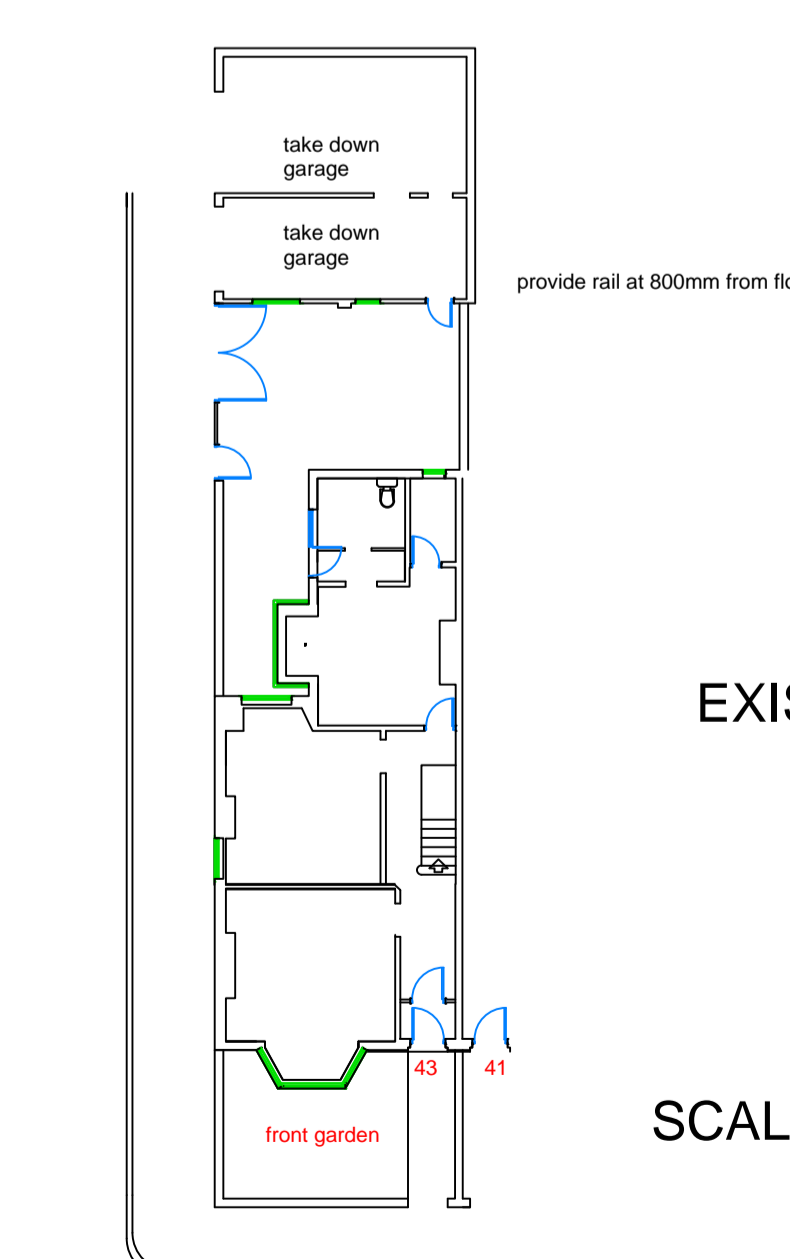 take down
garage
take down
garage
provide rail at 800mm from flo
EXIS
43
41
SCAL
front garden